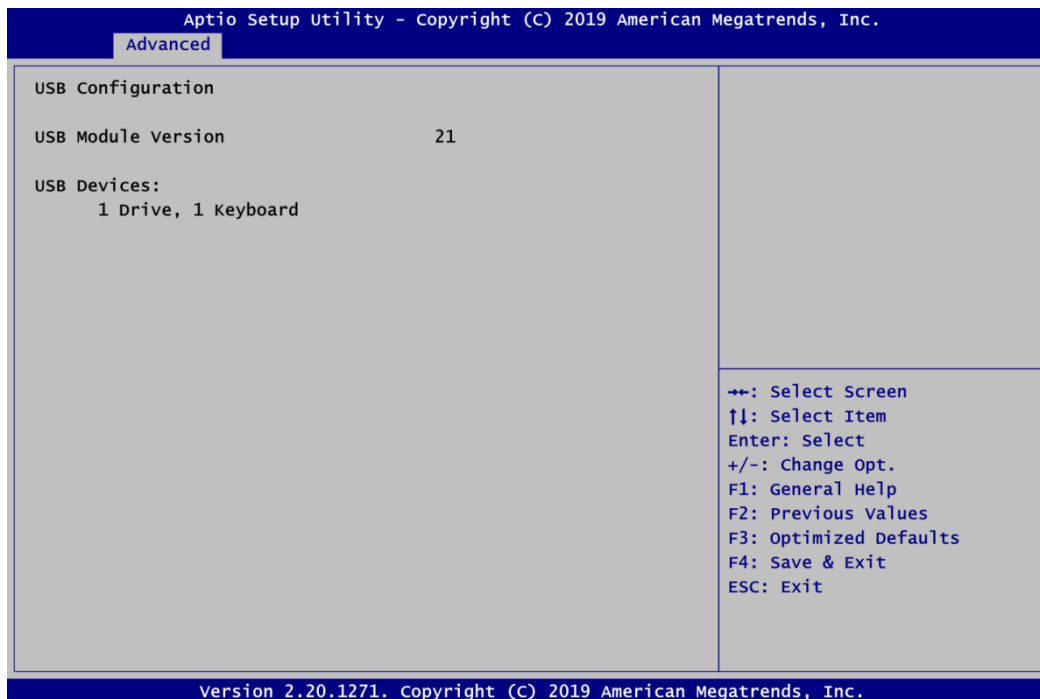 Aptio Setup Utility - Copyright (C) 2019 American Megatrends, Inc.
Advanced
USB Configuration
USB Module Version 21
USB Devices:
1 Drive, 1 Keyboard
→←: Select Screen
↑↓: Select Item
Enter: Select
+/-: Change Opt.
F1: General Help
F2: Previous Values
F3: Optimized Defaults
F4: Save & Exit
ESC: Exit
Version 2.20.1271. Copyright (C) 2019 American Megatrends, Inc.